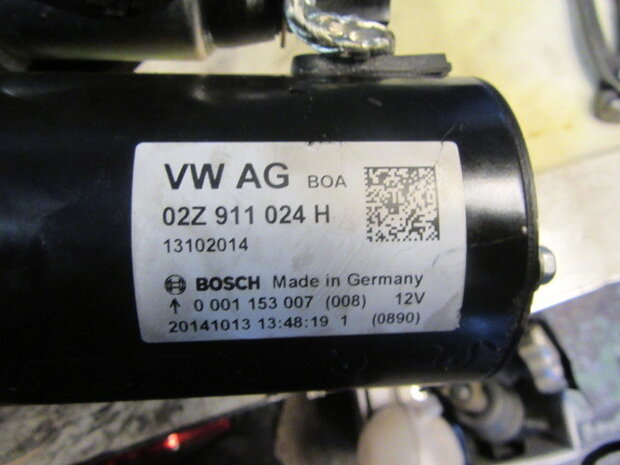 VW AG BOA
02Z 911 024 H
13102014
BOSCH Made in Germany
↑ 0 001 153 007 (008) 12V
20141013 13:48:19 1 (0890)